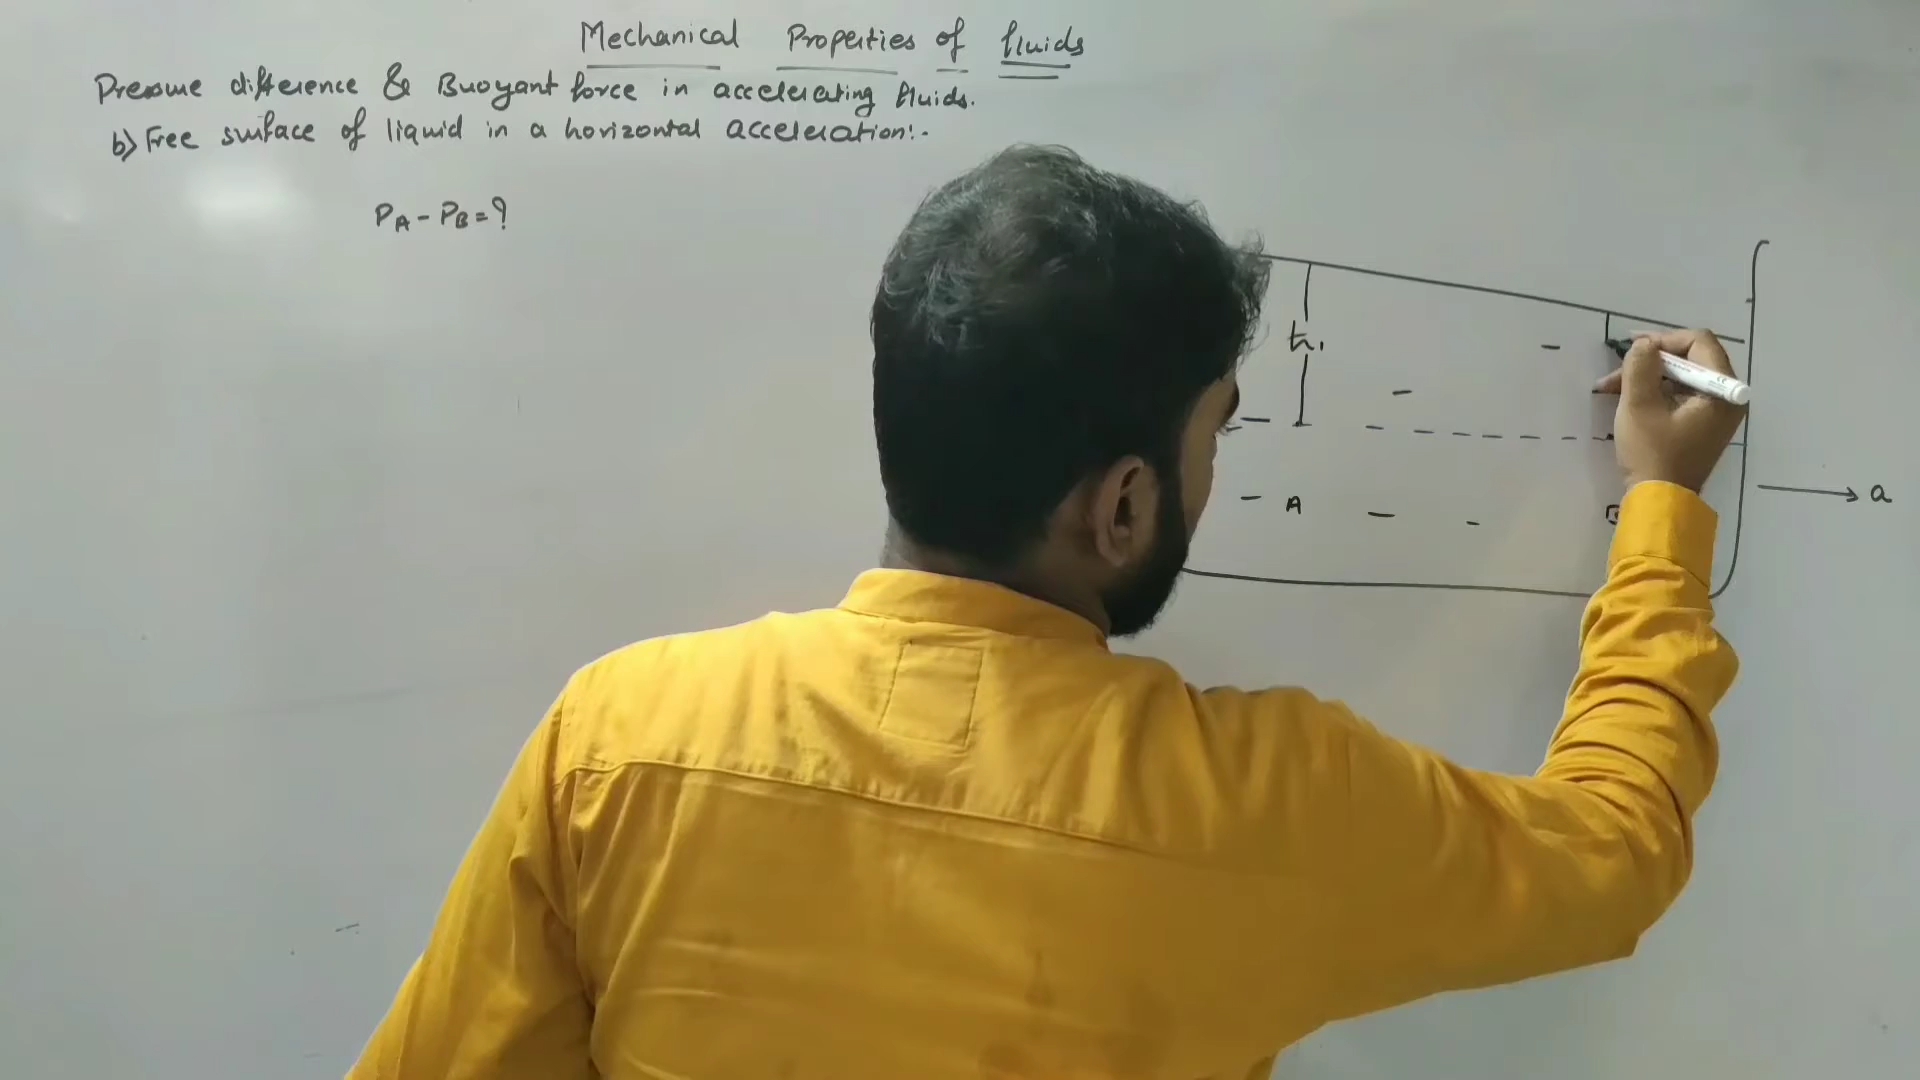 Mechanical Properties of fluids
Pressure difference & Buoyant force in accelerating fluids.
b) Free surface of liquid in a horizontal acceleration:-
PA - PB = ?
h1
A
a